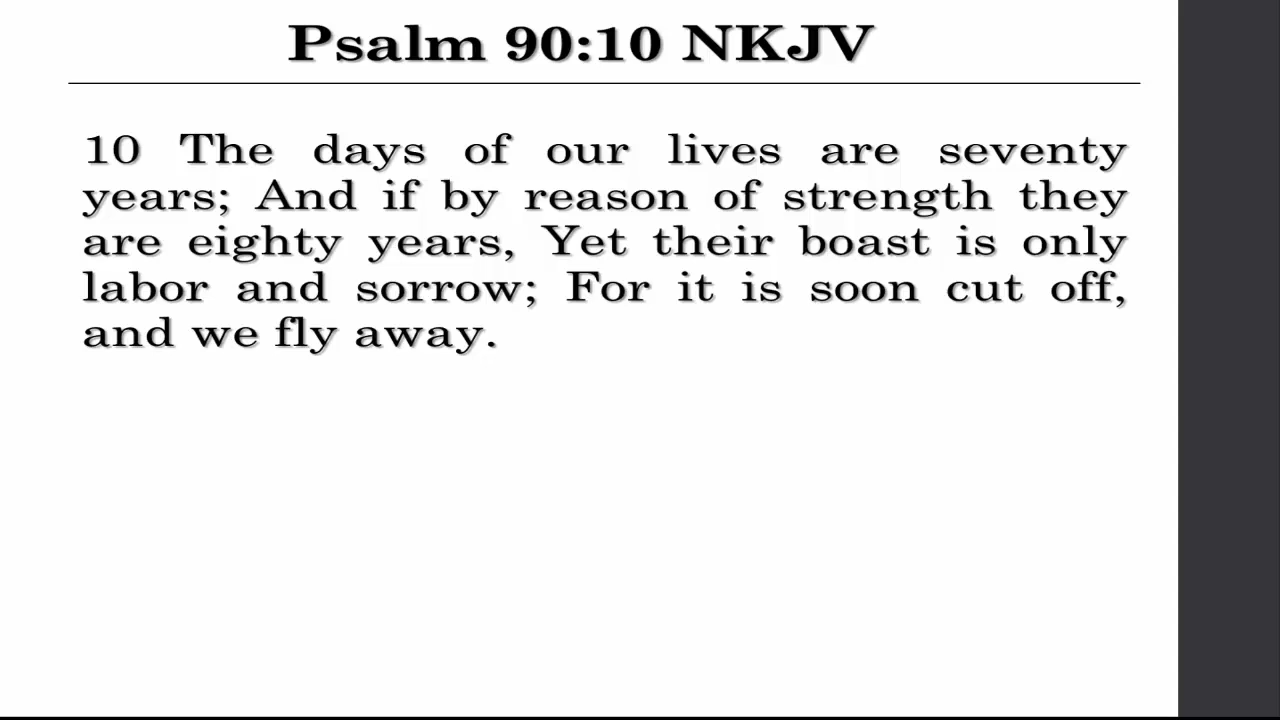 Psalm 90:10 NKJV
10 The days of our lives are seventy
years; And if by reason of strength they
are eighty years, Yet their boast is only
labor and sorrow; For it is soon cut off,
and we fly away.